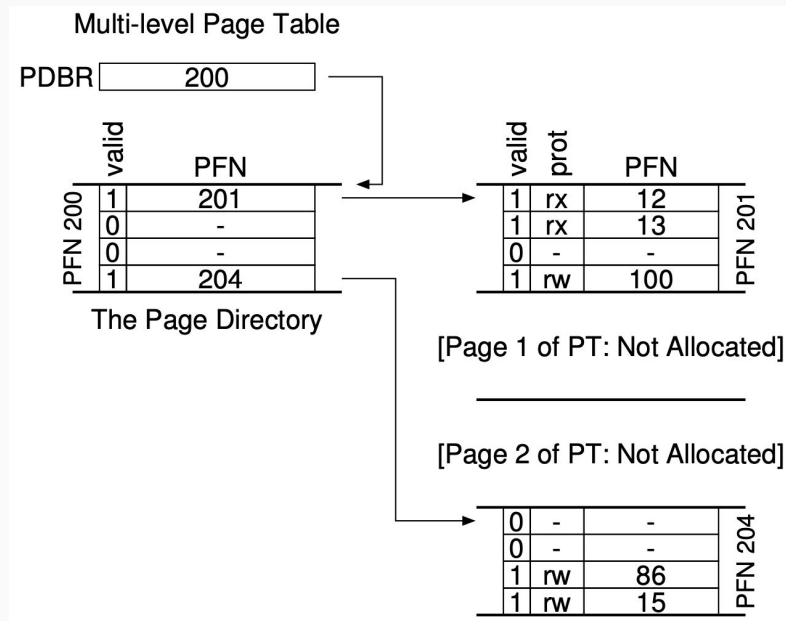 Multi-level Page Table
PDBR 200
valid PFN
PFN 200
1 201
0 -
0 -
1 204
The Page Directory
valid prot PFN
1 rx 12
1 rx 13
0 - -
1 rw 100
PFN 201
[Page 1 of PT: Not Allocated]
[Page 2 of PT: Not Allocated]
0 - -
0 - -
1 rw 86
1 rw 15
PFN 204